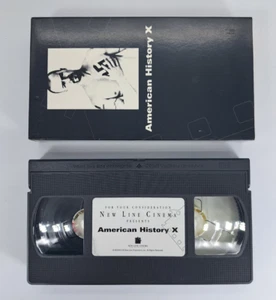 American History X
FOR YOUR CONSIDERATION
NEW LINE CINEMA
PRESENTS
American History X